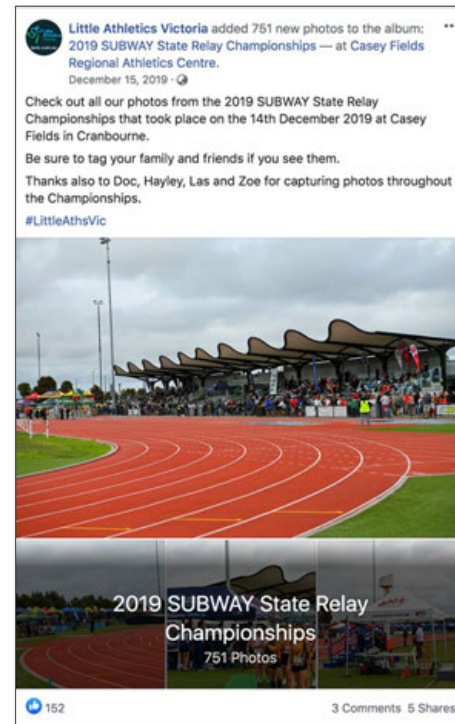 Little Athletics Victoria added 751 new photos to the album:
2019 SUBWAY State Relay Championships — at Casey Fields
Regional Athletics Centre.
December 15, 2019 ·
Check out all our photos from the 2019 SUBWAY State Relay
Championships that took place on the 14th December 2019 at Casey
Fields in Cranbourne.
Be sure to tag your family and friends if you see them.
Thanks also to Doc, Hayley, Las and Zoe for capturing photos throughout
the Championships.
#LittleAthsVic
2019 SUBWAY State Relay
Championships
751 Photos
152
3 Comments 5 Shares